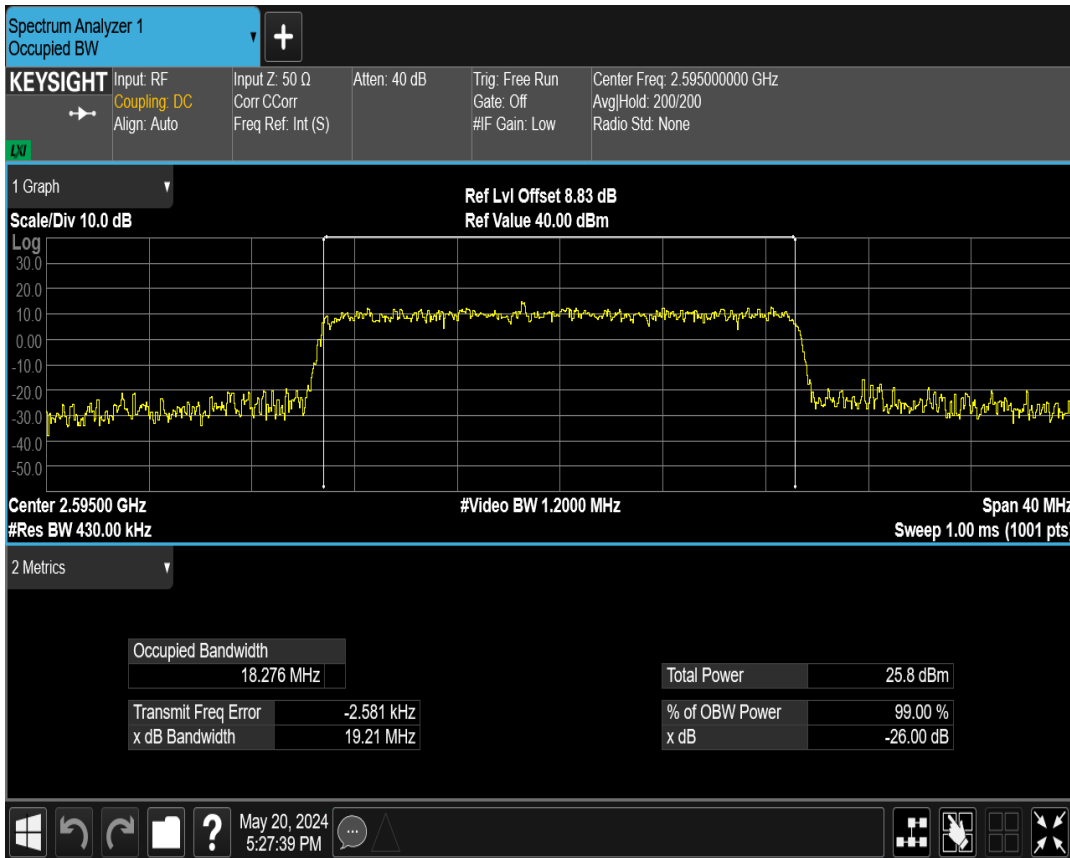 Spectrum Analyzer 1
Occupied BW
KEYSIGHT
LXI
Input: RF
Coupling: DC
Align: Auto
Input Z: 50 Ω
Corr CCorr
Freq Ref: Int (S)
Atten: 40 dB
Trig: Free Run
Gate: Off
#IF Gain: Low
Center Freq: 2.595000000 GHz
Avg|Hold: 200/200
Radio Std: None
1 Graph
Scale/Div 10.0 dB
Ref Lvl Offset 8.83 dB
Ref Value 40.00 dBm
Log
30.0
20.0
10.0
0.00
-10.0
-20.0
-30.0
-40.0
-50.0
Center 2.59500 GHz
#Video BW 1.2000 MHz
Span 40 MHz
#Res BW 430.00 kHz
Sweep 1.00 ms (1001 pts)
2 Metrics
Occupied Bandwidth
18.276 MHz
Total Power 25.8 dBm
Transmit Freq Error -2.581 kHz
% of OBW Power 99.00 %
x dB Bandwidth 19.21 MHz
x dB -26.00 dB
?
May 20, 2024
5:27:39 PM